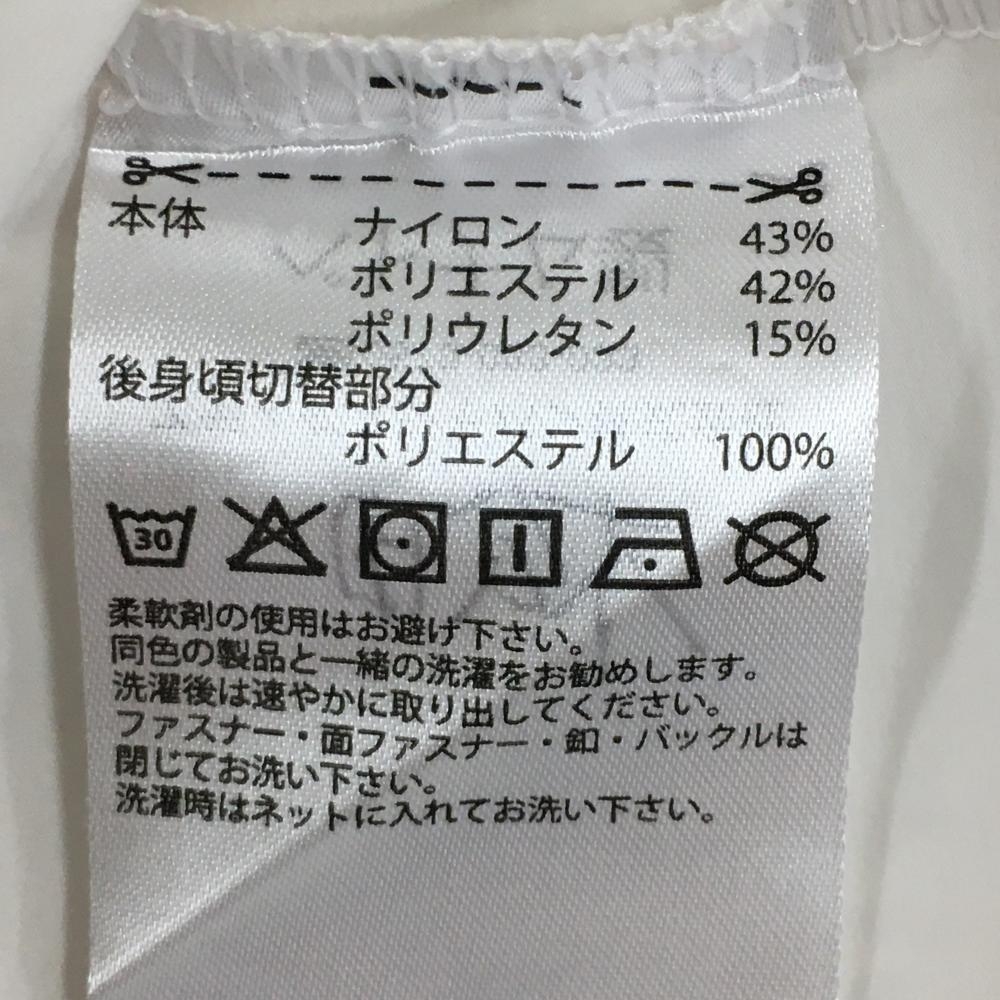 本体 ナイロン 43%
ポリエステル 42%
ポリウレタン 15%
後身頃切替部分
ポリエステル 100%
30
柔軟剤の使用はお避け下さい。
同色の製品と一緒の洗濯をお勧めします。
洗濯後は速やかに取り出してください。
ファスナー・面ファスナー・釦・バックルは
閉じてお洗い下さい。
洗濯時はネットに入れてお洗い下さい。